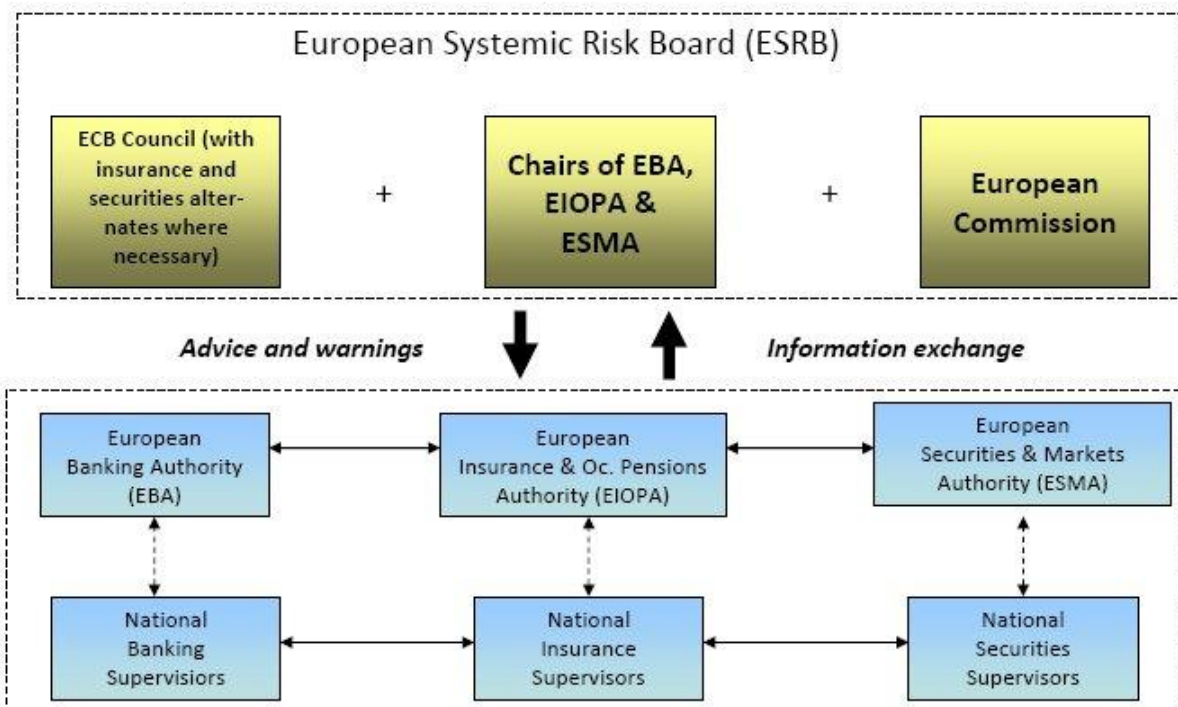 European Systemic Risk Board (ESRB)
ECB Council (with
insurance and
securities alter-
nates where
necessary)
+
Chairs of EBA,
EIOPA &
ESMA
+
European
Commission
Advice and warnings
Information exchange
European
Banking Authority
(EBA)
European
Insurance & Oc. Pensions
Authority (EIOPA)
European
Securities & Markets
Authority (ESMA)
National
Banking
Supervisiors
National
Insurance
Supervisors
National
Securities
Supervisors